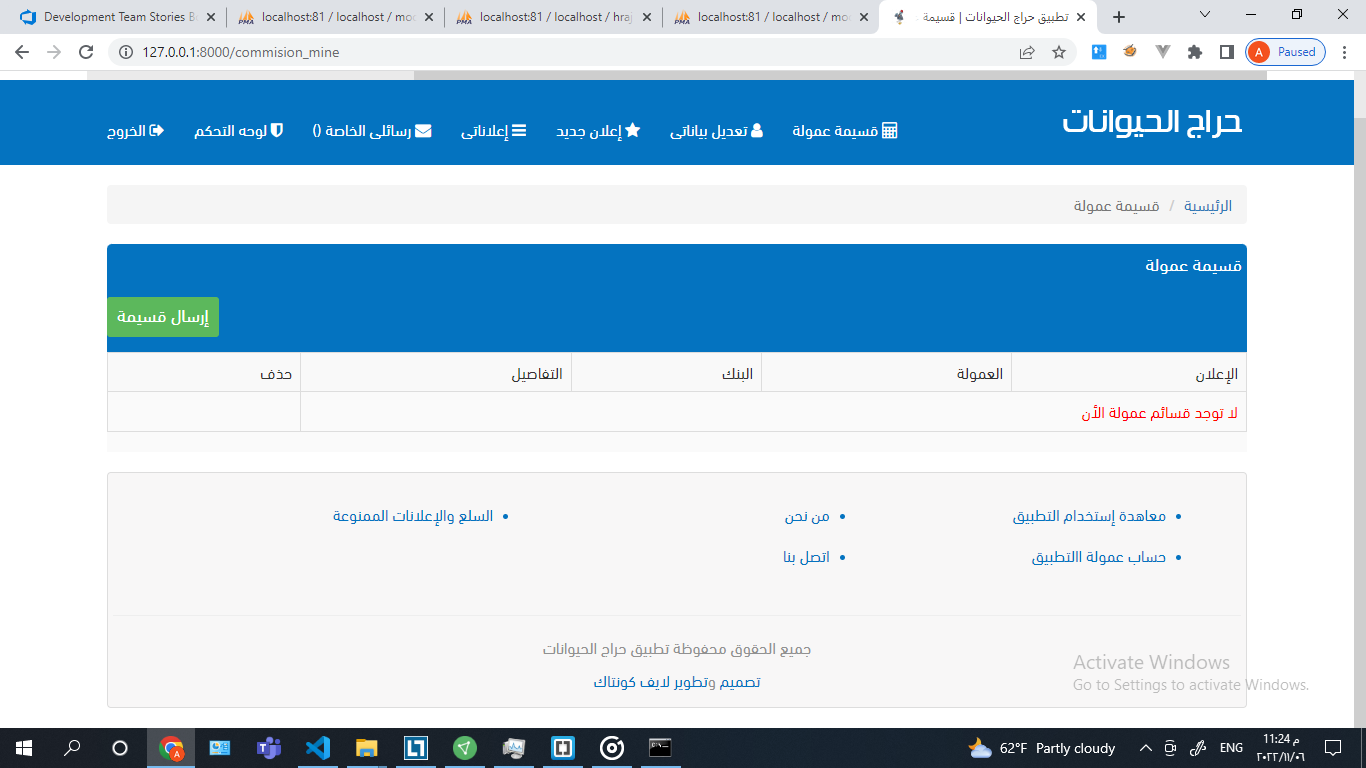 Development Team Stories B
localhost:81 / localhost / mo
localhost:81 / localhost / hraj
localhost:81 / localhost / mo
تطبيق حراج الحيوانات | قسيمة
127.0.0.1:8000/commision_mine
A Paused
حراج الحيوانات
قسيمة عمولة
تعديل بياناتى
إعلان جديد
إعلاناتى
رسائلى الخاصة ()
لوحه التحكم
الخروج
الرئيسية / قسيمة عمولة
قسيمة عمولة
إرسال قسيمة
الإعلان العمولة البنك التفاصيل حذف
لا توجد قسائم عمولة الأن
معاهدة إستخدام التطبيق
من نحن
السلع والإعلانات الممنوعة
حساب عمولة االتطبيق
اتصل بنا
جميع الحقوق محفوظة تطبيق حراج الحيوانات
تصميم وتطوير لايف كونتاك
Activate Windows
Go to Settings to activate Windows.
62°F Partly cloudy
ENG
11:24 م
٢٠٢٢/١١/٠٦